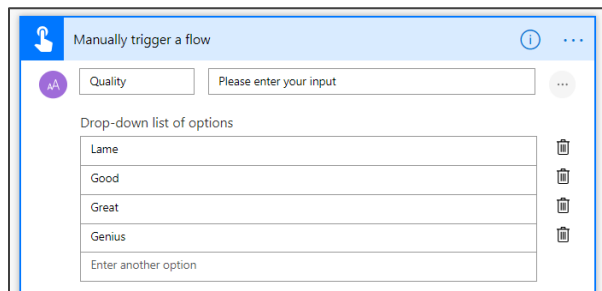 Manually trigger a flow
AA Quality Please enter your input
Drop-down list of options
Lame
Good
Great
Genius
Enter another option